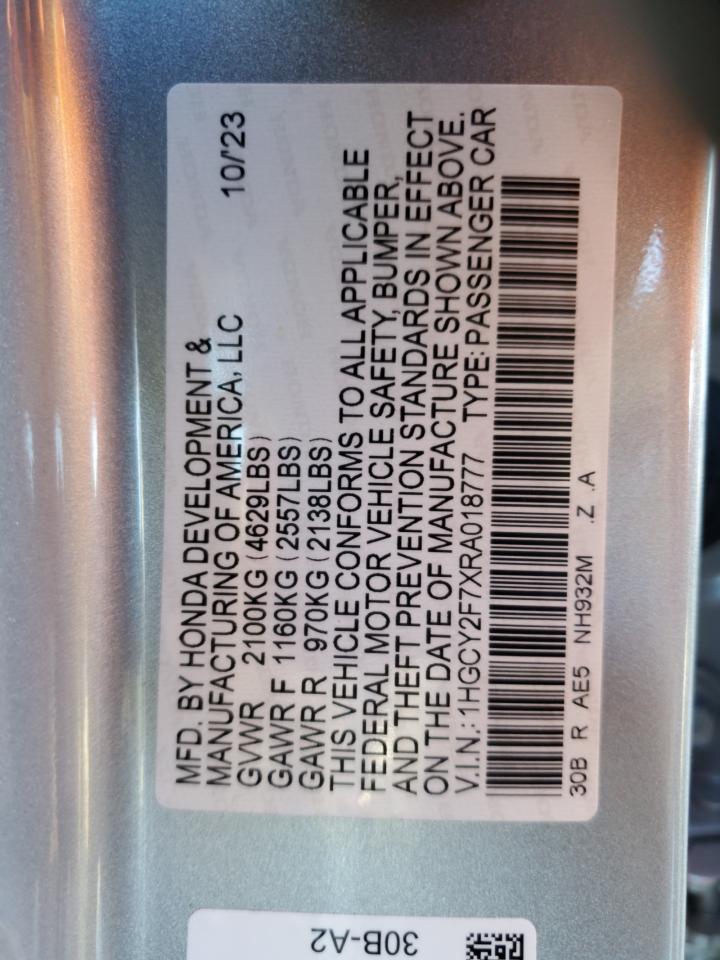 MFD. BY HONDA DEVELOPMENT &
MANUFACTURING OF AMERICA, LLC 10/'23
GVWR 2100KG (4629LBS)
GAWR F 1160KG (2557LBS)
GAWR R 970KG (2138LBS)
THIS VEHICLE CONFORMS TO ALL APPLICABLE
FEDERAL MOTOR VEHICLE SAFETY, BUMPER,
AND THEFT PREVENTION STANDARDS IN EFFECT
ON THE DATE OF MANUFACTURE SHOWN ABOVE.
V.I.N.: 1HGCY2F7XRA018777 TYPE: PASSENGER CAR
30B R AE5 NH932M .Z .A
30B-A2